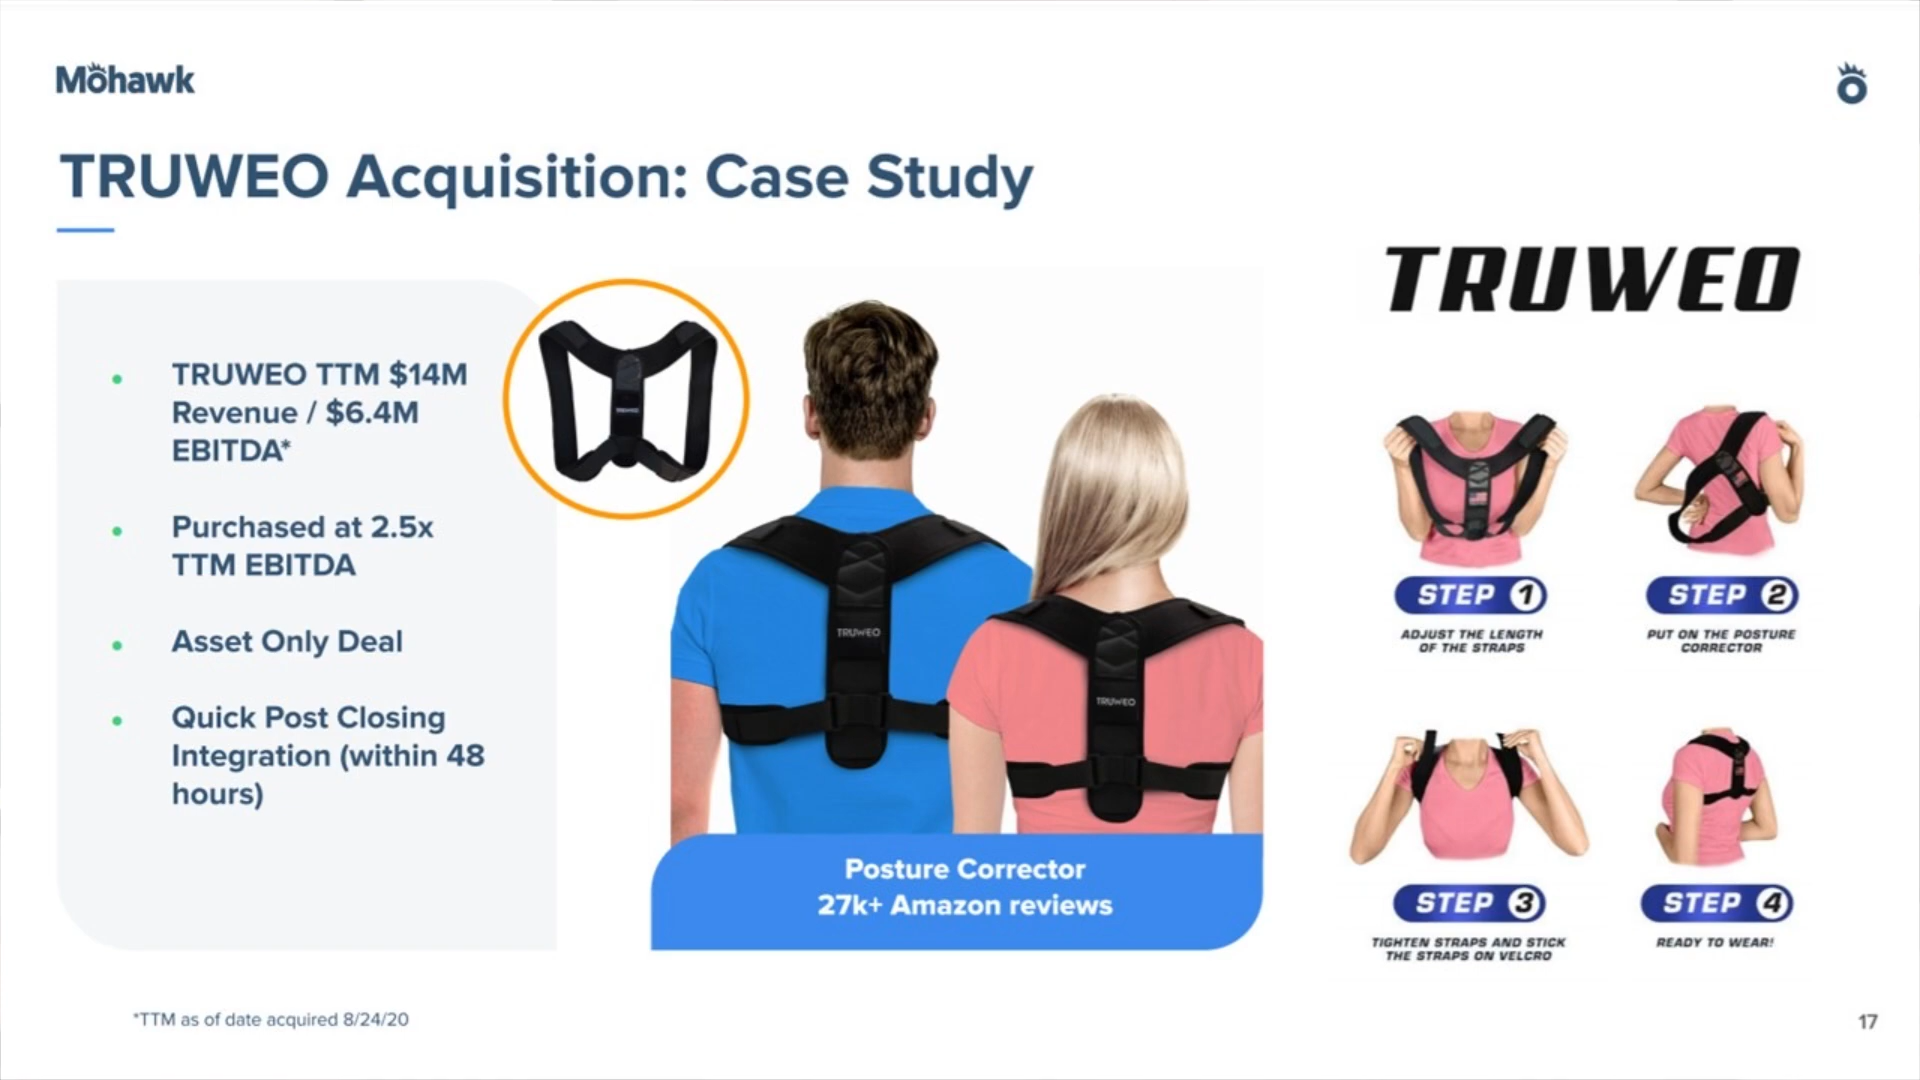 Mohawk
TRUWEO Acquisition: Case Study
TRUWEO TTM $14M
Revenue / $6.4M
EBITDA*
Purchased at 2.5x
TTM EBITDA
Asset Only Deal
Quick Post Closing
Integration (within 48
hours)
TRUWEO
TRUWEO
TRUWEO
Posture Corrector
27k+ Amazon reviews
TRUWEO
STEP 1
ADJUST THE LENGTH
OF THE STRAPS
STEP 2
PUT ON THE POSTURE
CORRECTOR
STEP 3
TIGHTEN STRAPS AND STICK
THE STRAPS ON VELCRO
STEP 4
READY TO WEAR!
*TTM as of date acquired 8/24/20
17